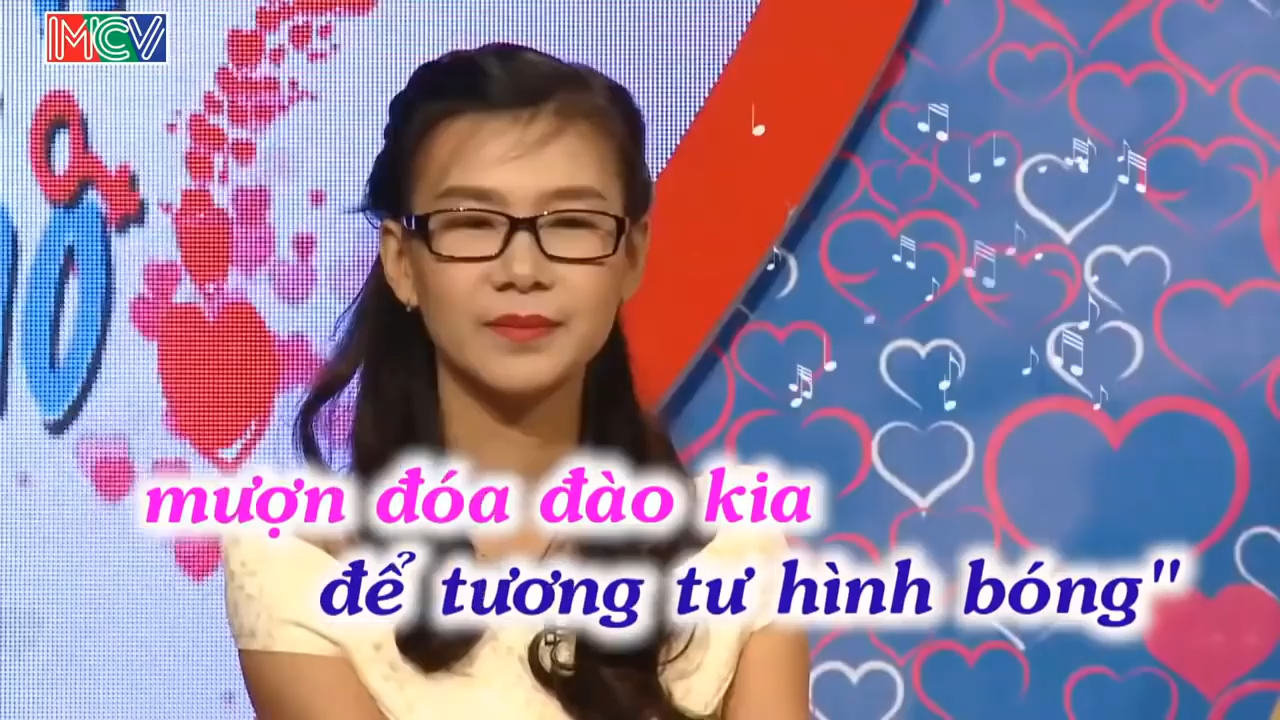 MCV
mượn đóa đào kia
để tương tư hình bóng"